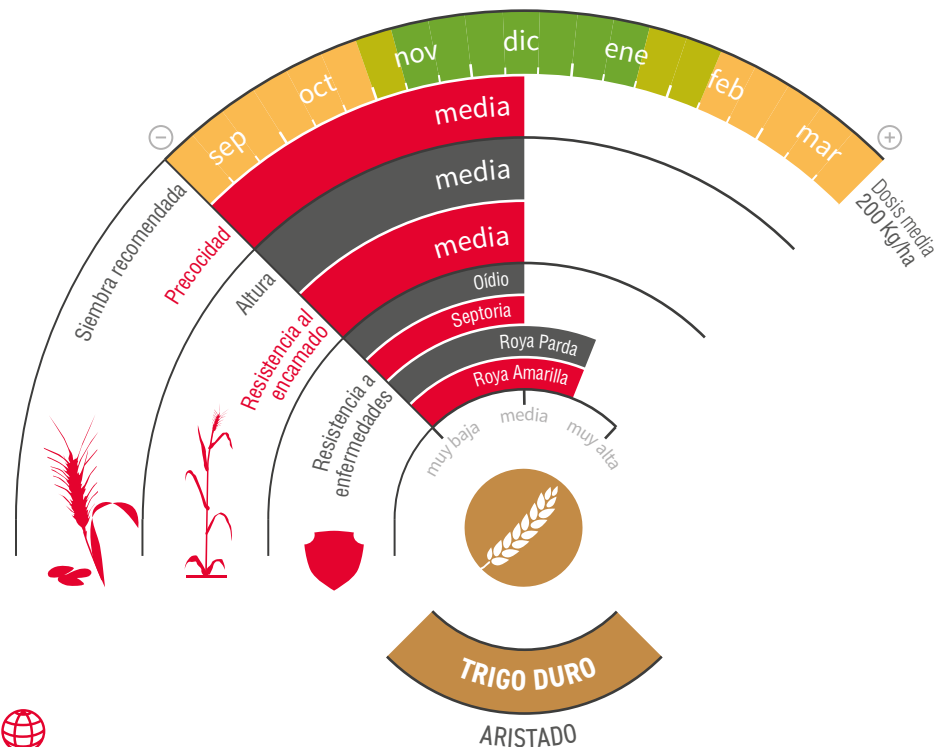 sep
oct
nov
dic
ene
feb
mar
Dosis media
200 Kg/ha
Siembra recomendada
Precocidad
media
Altura
media
Resistencia al
encamado
media
Resistencia a
enfermedades
Oídio
Septoria
Roya Parda
Roya Amarilla
muy baja
media
muy alta
TRIGO DURO
ARISTADO